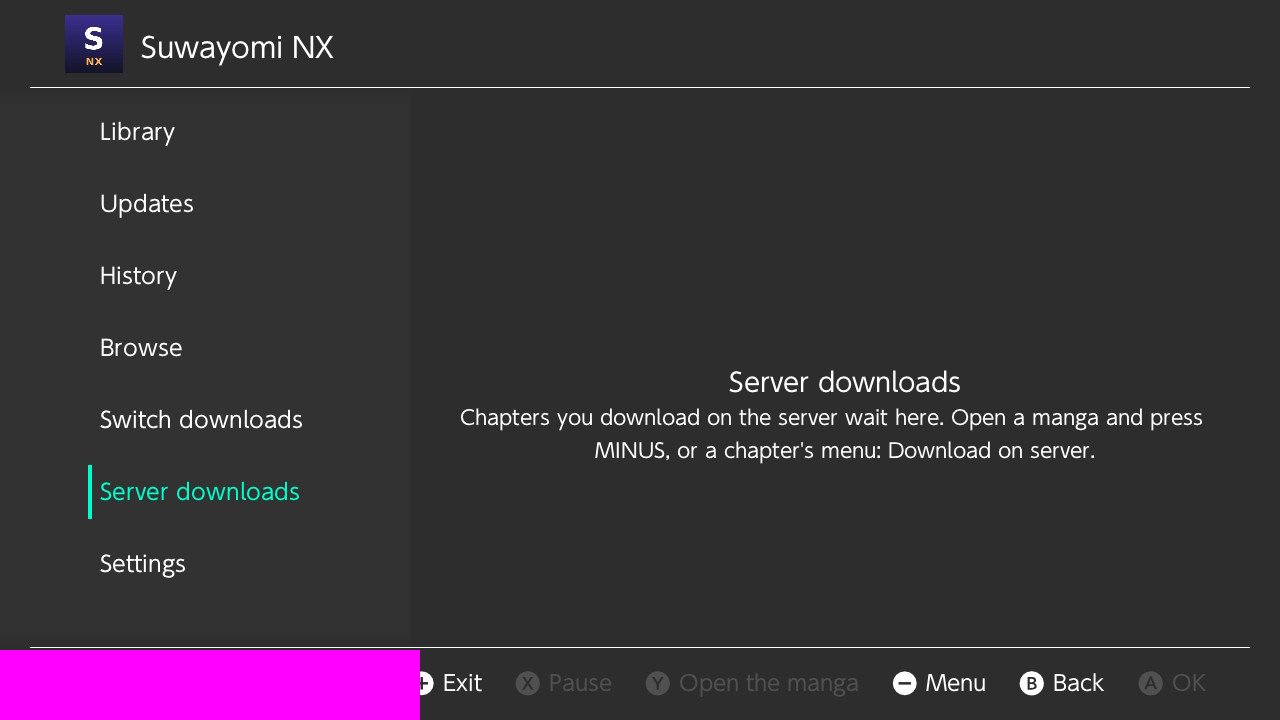 S
NX
Suwayomi NX
Library
Updates
History
Browse
Switch downloads
Server downloads
Settings
Server downloads
Chapters you download on the server wait here. Open a manga and press
MINUS, or a chapter's menu: Download on server.
Exit X Pause Y Open the manga Menu B Back A OK